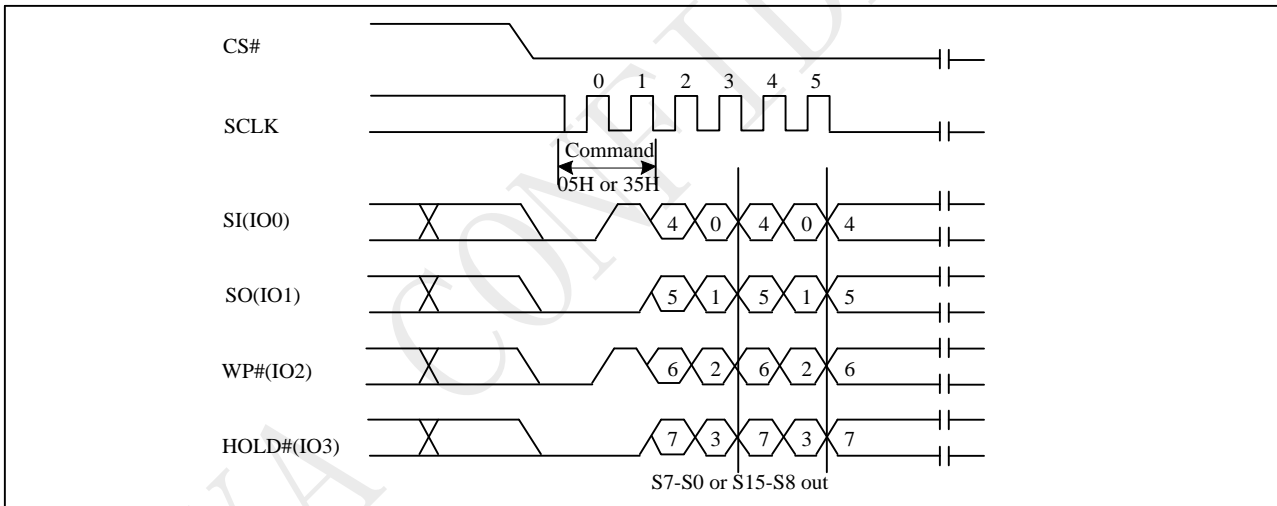 CS#
0 1 2 3 4 5
SCLK
Command
05H or 35H
SI(IO0) 4 0 4 0 4
SO(IO1) 5 1 5 1 5
WP#(IO2) 6 2 6 2 6
HOLD#(IO3) 7 3 7 3 7
S7-S0 or S15-S8 out